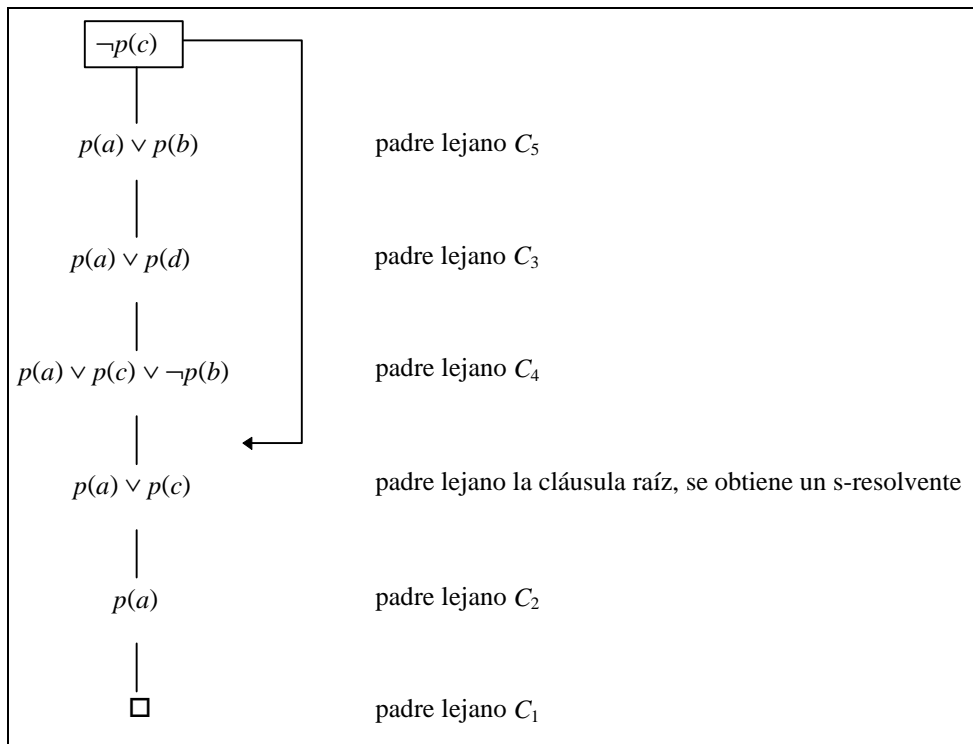 ¬p(c)
p(a) ∨ p(b) padre lejano C₅
p(a) ∨ p(d) padre lejano C₃
p(a) ∨ p(c) ∨ ¬p(b) padre lejano C₄
p(a) ∨ p(c) padre lejano la cláusula raíz, se obtiene un s-resolvente
p(a) padre lejano C₂
□ padre lejano C₁